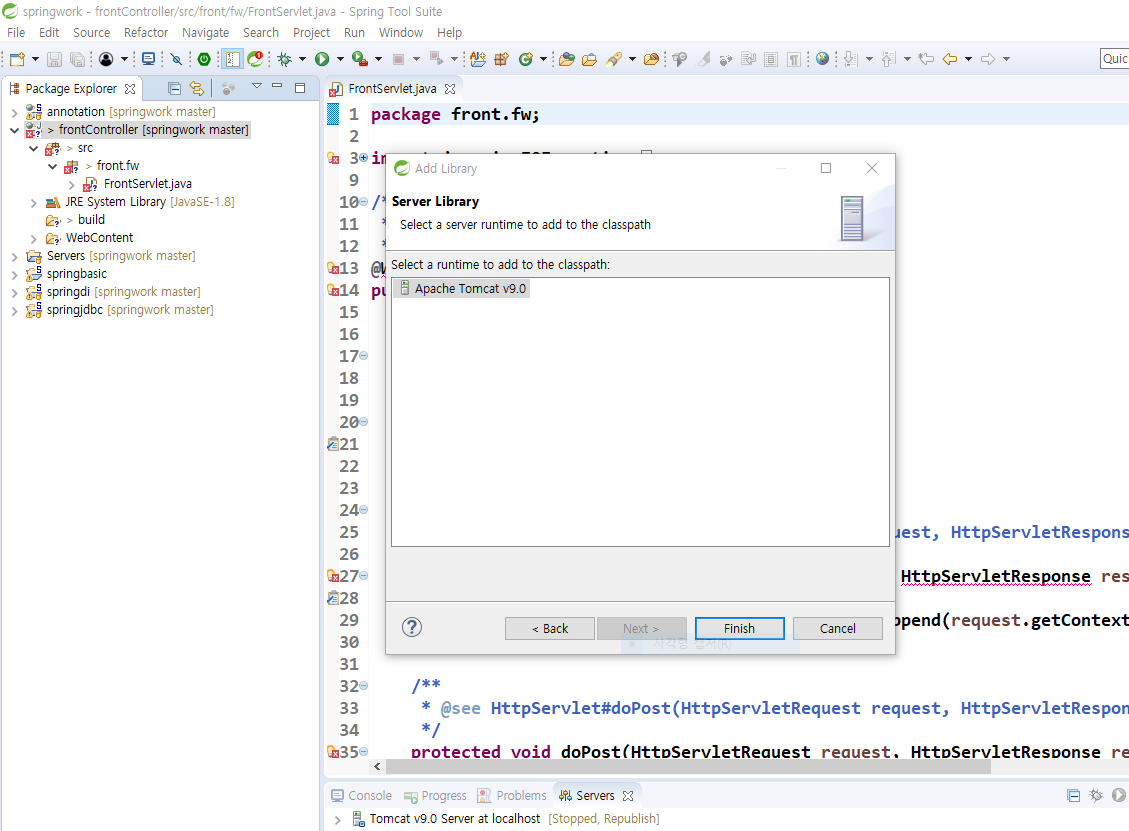 springwork - frontController/src/front/fw/FrontServlet.java - Spring Tool Suite
File Edit Source Refactor Navigate Search Project Run Window Help
Quic
Package Explorer
annotation [springwork master]
> frontController [springwork master]
> src
> front.fw
FrontServlet.java
JRE System Library [JavaSE-1.8]
> build
WebContent
Servers [springwork master]
springbasic
springdi [springwork master]
springjdbc [springwork master]
FrontServlet.java
1 package front.fw;
2
3
9
10 /*
11 *
12 *
13
14 pu
15
16
17
18
19
20
21
22
23
24
25 uest, HttpServletRespons
26
27 HttpServletResponse res
28
29 ppend(request.getContext
30
31
32 /**
33 * @see HttpServlet#doPost(HttpServletRequest request, HttpServletRespon
34 */
35 protected void doPost(HttpServletRequest request, HttpServletResponse re
Add Library
Server Library
Select a server runtime to add to the classpath
Select a runtime to add to the classpath:
Apache Tomcat v9.0
< Back Next > Finish Cancel
Console Progress Problems Servers
Tomcat v9.0 Server at localhost [Stopped, Republish]